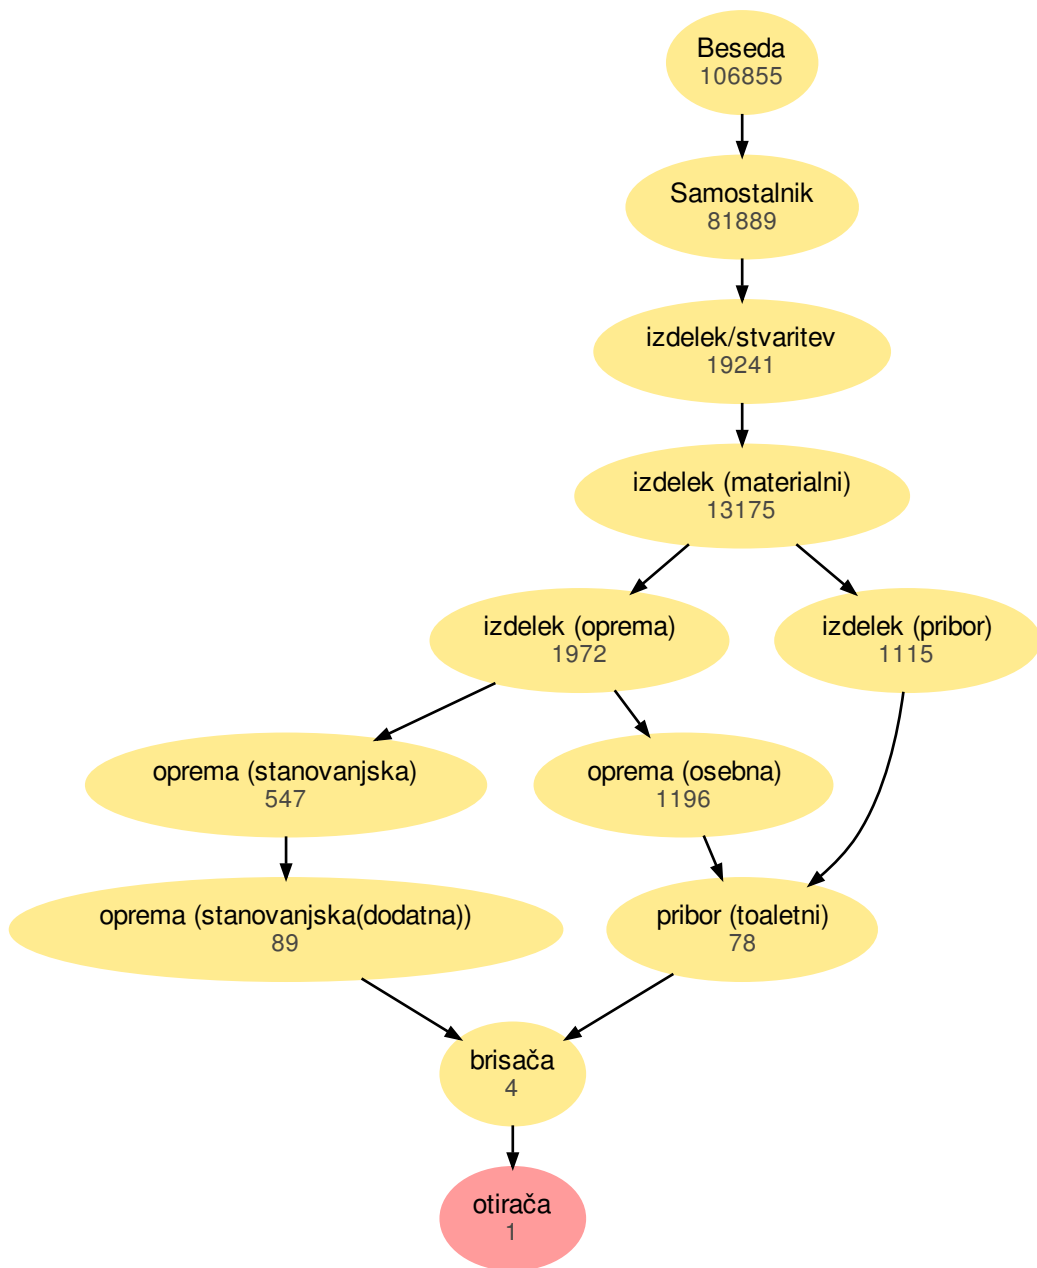 Beseda
106855
Samostalnik
81889
izdelek/stvaritev
19241
izdelek (materialni)
13175
izdelek (oprema)
1972
izdelek (pribor)
1115
oprema (stanovanjska)
547
oprema (osebna)
1196
oprema (stanovanjska(dodatna))
89
pribor (toaletni)
78
brisača
4
otirača
1